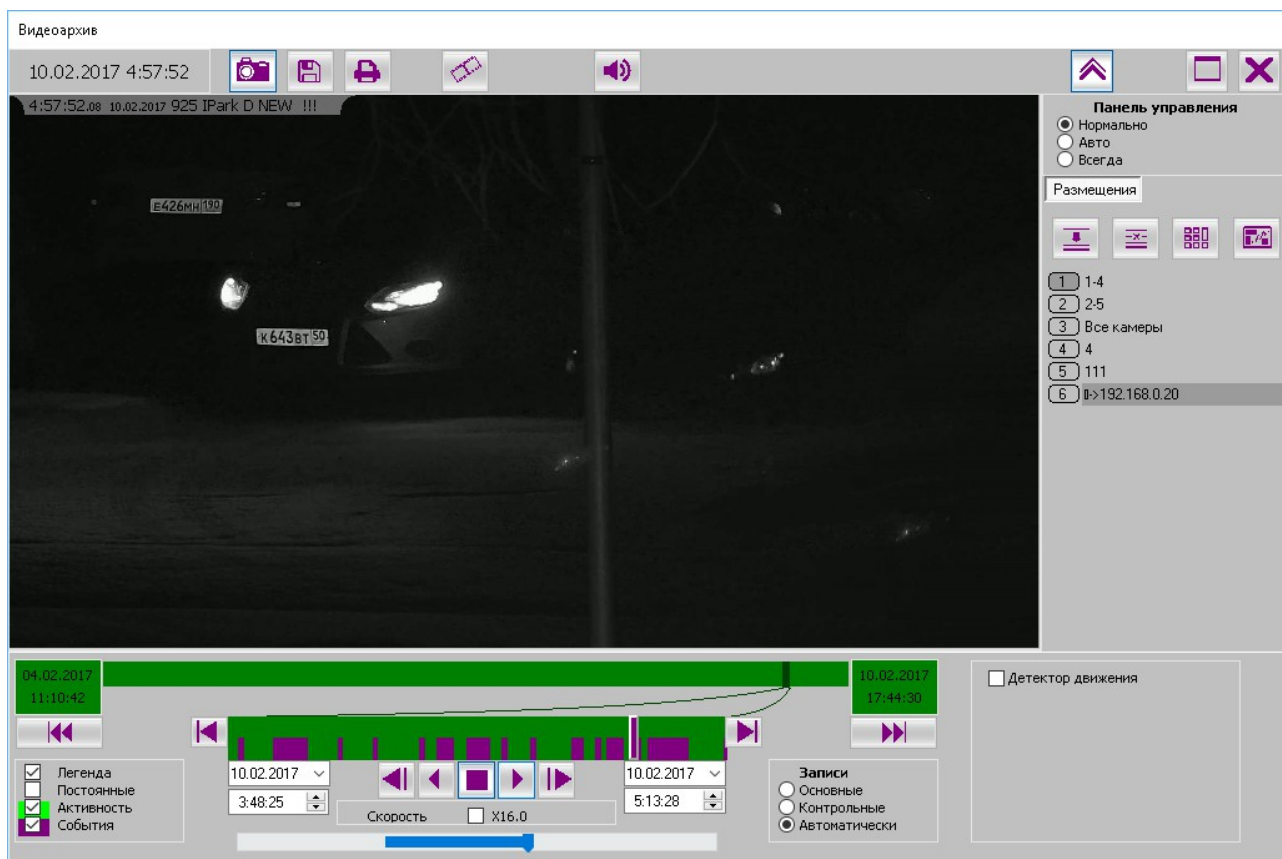 Видеоархив
10.02.2017 4:57:52
4:57:52.08 10.02.2017 925 IPark D NEW !!!
Е426МН 190
К643ВТ 50
Панель управления
Нормально
Авто
Всегда
Размещения
1 1-4
2 2-5
3 Все камеры
4 4
5 111
6 ->192.168.0.20
04.02.2017
11:10:42
10.02.2017
17:44:30
Легенда
Постоянные
Активность
События
10.02.2017
3:48:25
Скорость X16.0
10.02.2017
5:13:28
Записи
Основные
Контрольные
Автоматически
Детектор движения